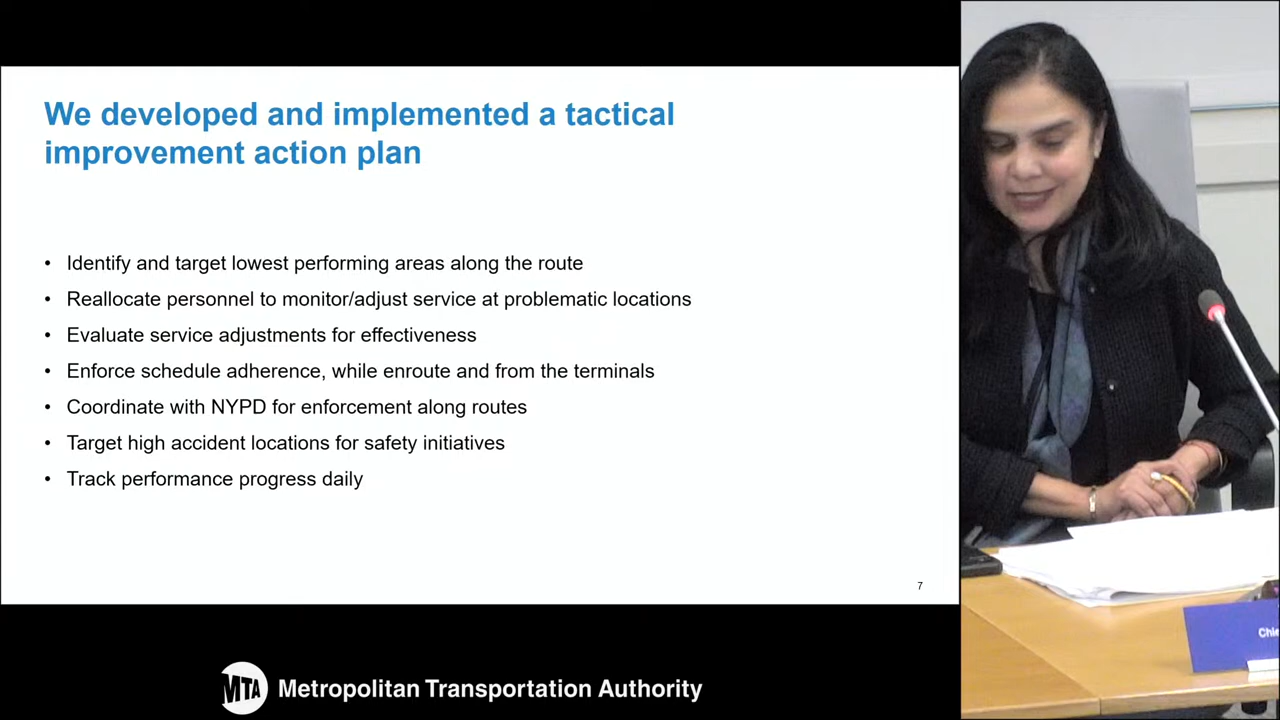 We developed and implemented a tactical
improvement action plan
• Identify and target lowest performing areas along the route
• Reallocate personnel to monitor/adjust service at problematic locations
• Evaluate service adjustments for effectiveness
• Enforce schedule adherence, while enroute and from the terminals
• Coordinate with NYPD for enforcement along routes
• Target high accident locations for safety initiatives
• Track performance progress daily
7
MTA Metropolitan Transportation Authority